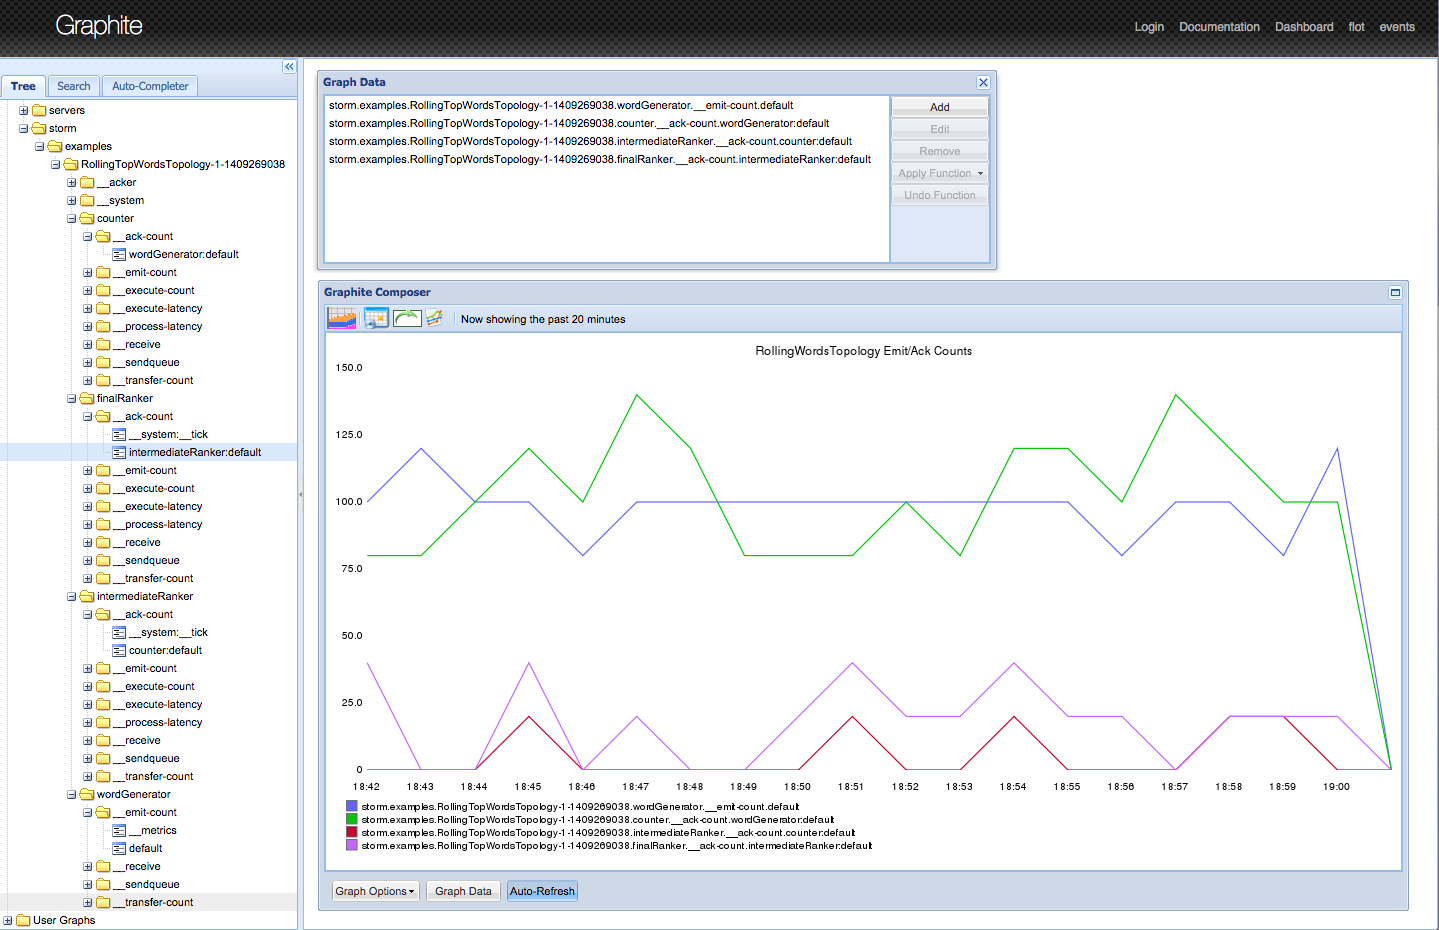 Graphite
Login Documentation Dashboard flot events
Tree Search Auto-Completer
servers
storm
examples
RollingTopWordsTopology-1-1409269038
__acker
__system
counter
__ack-count
wordGenerator:default
__emit-count
__execute-count
__execute-latency
__process-latency
__receive
__sendqueue
__transfer-count
finalRanker
__ack-count
__system:__tick
intermediateRanker:default
__emit-count
__execute-count
__execute-latency
__process-latency
__receive
__sendqueue
__transfer-count
intermediateRanker
__ack-count
__system:__tick
counter:default
__emit-count
__execute-count
__execute-latency
__process-latency
__receive
__sendqueue
__transfer-count
wordGenerator
__emit-count
__metrics
default
__receive
__sendqueue
__transfer-count
User Graphs
Graph Data
storm.examples.RollingTopWordsTopology-1-1409269038.wordGenerator.__emit-count.default
storm.examples.RollingTopWordsTopology-1-1409269038.counter.__ack-count.wordGenerator:default
storm.examples.RollingTopWordsTopology-1-1409269038.intermediateRanker.__ack-count.counter:default
storm.examples.RollingTopWordsTopology-1-1409269038.finalRanker.__ack-count.intermediateRanker:default
Add
Edit
Remove
Apply Function
Undo Function
Graphite Composer
Now showing the past 20 minutes
RollingWordsTopology Emit/Ack Counts
150.0
125.0
100.0
75.0
50.0
25.0
0
18:42 18:43 18:44 18:45 18:46 18:47 18:48 18:49 18:50 18:51 18:52 18:53 18:54 18:55 18:56 18:57 18:58 18:59 19:00
storm.examples.RollingTopWordsTopology-1-1409269038.wordGenerator.__emit-count.default
storm.examples.RollingTopWordsTopology-1-1409269038.counter.__ack-count.wordGenerator:default
storm.examples.RollingTopWordsTopology-1-1409269038.intermediateRanker.__ack-count.counter:default
storm.examples.RollingTopWordsTopology-1-1409269038.finalRanker.__ack-count.intermediateRanker:default
Graph Options Graph Data Auto-Refresh